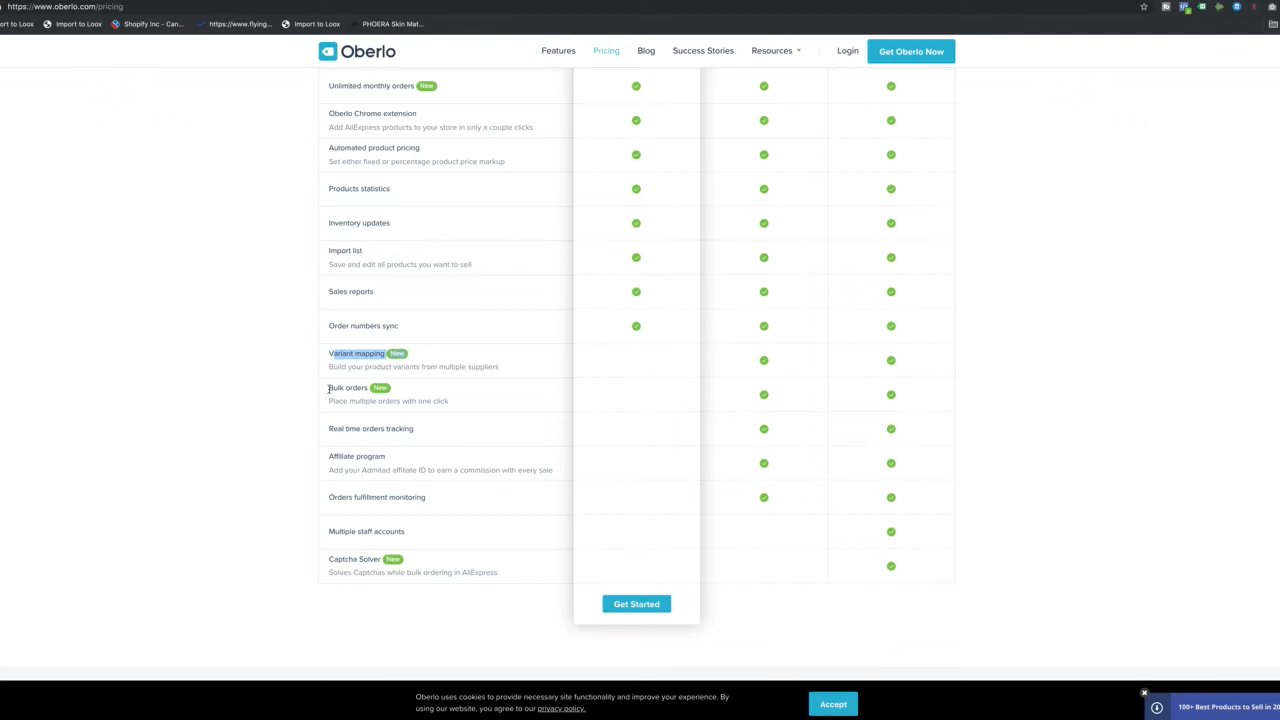 https://www.oberlo.com/pricing
ort to Loox Import to Loox Shopify Inc - Can... https://www.flying... Import to Loox PHOERA Skin Mat...
Oberlo Features Pricing Blog Success Stories Resources Login Get Oberlo Now
Unlimited monthly orders New
Oberlo Chrome extension
Add AliExpress products to your store in only a couple clicks
Automated product pricing
Set either fixed or percentage product price markup
Products statistics
Inventory updates
Import list
Save and edit all products you want to sell
Sales reports
Order numbers sync
Variant mapping New
Build your product variants from multiple suppliers
Bulk orders New
Place multiple orders with one click
Real time orders tracking
Affiliate program
Add your Admitad affiliate ID to earn a commission with every sale
Orders fulfillment monitoring
Multiple staff accounts
Captcha Solver New
Solves Captchas while bulk ordering in AliExpress
Get Started
Oberlo uses cookies to provide necessary site functionality and improve your experience. By
using our website, you agree to our privacy policy.
Accept
100+ Best Products to Sell in 20